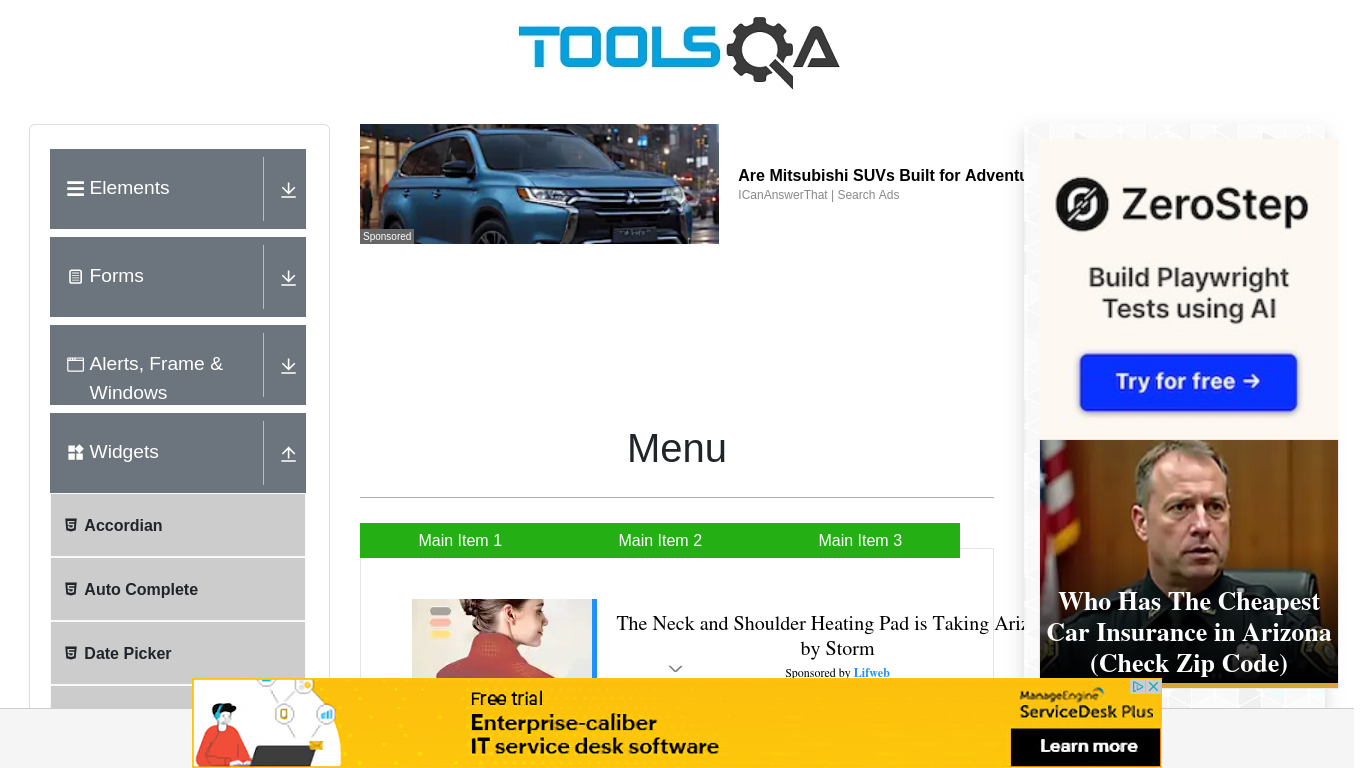 TOOLSQA
Elements
Forms
Alerts, Frame &
Windows
Widgets
Accordian
Auto Complete
Date Picker
Sponsored
Are Mitsubishi SUVs Built for Adventu
ICanAnswerThat | Search Ads
Menu
Main Item 1
Main Item 2
Main Item 3
The Neck and Shoulder Heating Pad is Taking Ariz
by Storm
Sponsored by Lifweb
ZeroStep
Build Playwright
Tests using AI
Try for free →
Who Has The Cheapest
Car Insurance in Arizona
(Check Zip Code)
Free trial
Enterprise-caliber
IT service desk software
ManageEngine
ServiceDesk Plus
Learn more